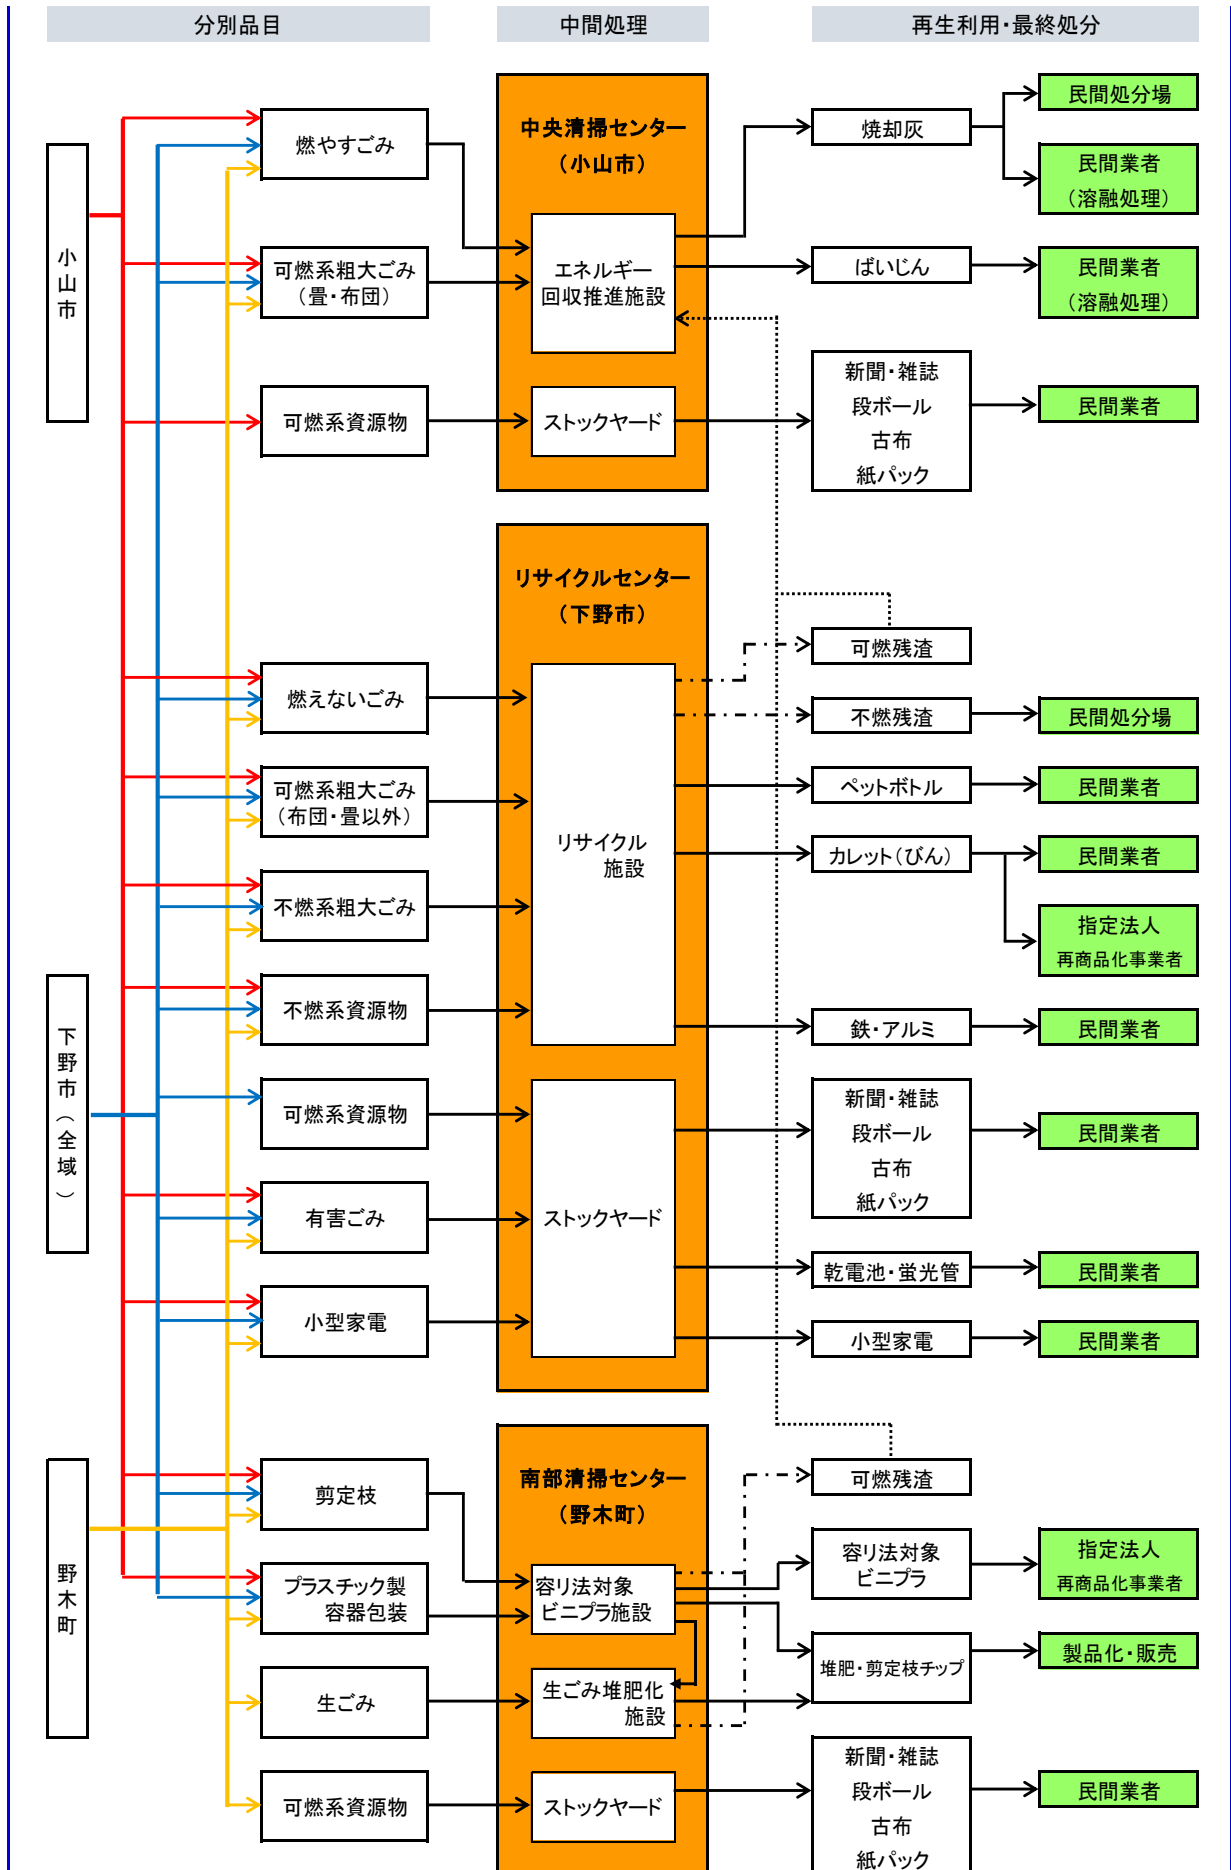 分別品目
中間処理
再生利用・最終処分
小山市
下野市（全域）
野木町
燃やすごみ
可燃系粗大ごみ
（畳・布団）
可燃系資源物
中央清掃センター
（小山市）
エネルギー
回収推進施設
ストックヤード
焼却灰
民間処分場
民間業者
（溶融処理）
ばいじん
民間業者
（溶融処理）
新聞・雑誌
段ボール
古布
紙パック
民間業者
燃えないごみ
可燃系粗大ごみ
（布団・畳以外）
不燃系粗大ごみ
不燃系資源物
可燃系資源物
有害ごみ
小型家電
リサイクルセンター
（下野市）
リサイクル
施設
ストックヤード
可燃残渣
不燃残渣
民間処分場
ペットボトル
民間業者
カレット（びん）
民間業者
指定法人
再商品化事業者
鉄・アルミ
民間業者
新聞・雑誌
段ボール
古布
紙パック
民間業者
乾電池・蛍光管
民間業者
小型家電
民間業者
剪定枝
プラスチック製
容器包装
生ごみ
可燃系資源物
南部清掃センター
（野木町）
容リ法対象
ビニプラ施設
生ごみ堆肥化
施設
ストックヤード
可燃残渣
容リ法対象
ビニプラ
指定法人
再商品化事業者
堆肥・剪定枝チップ
製品化・販売
新聞・雑誌
段ボール
古布
紙パック
民間業者